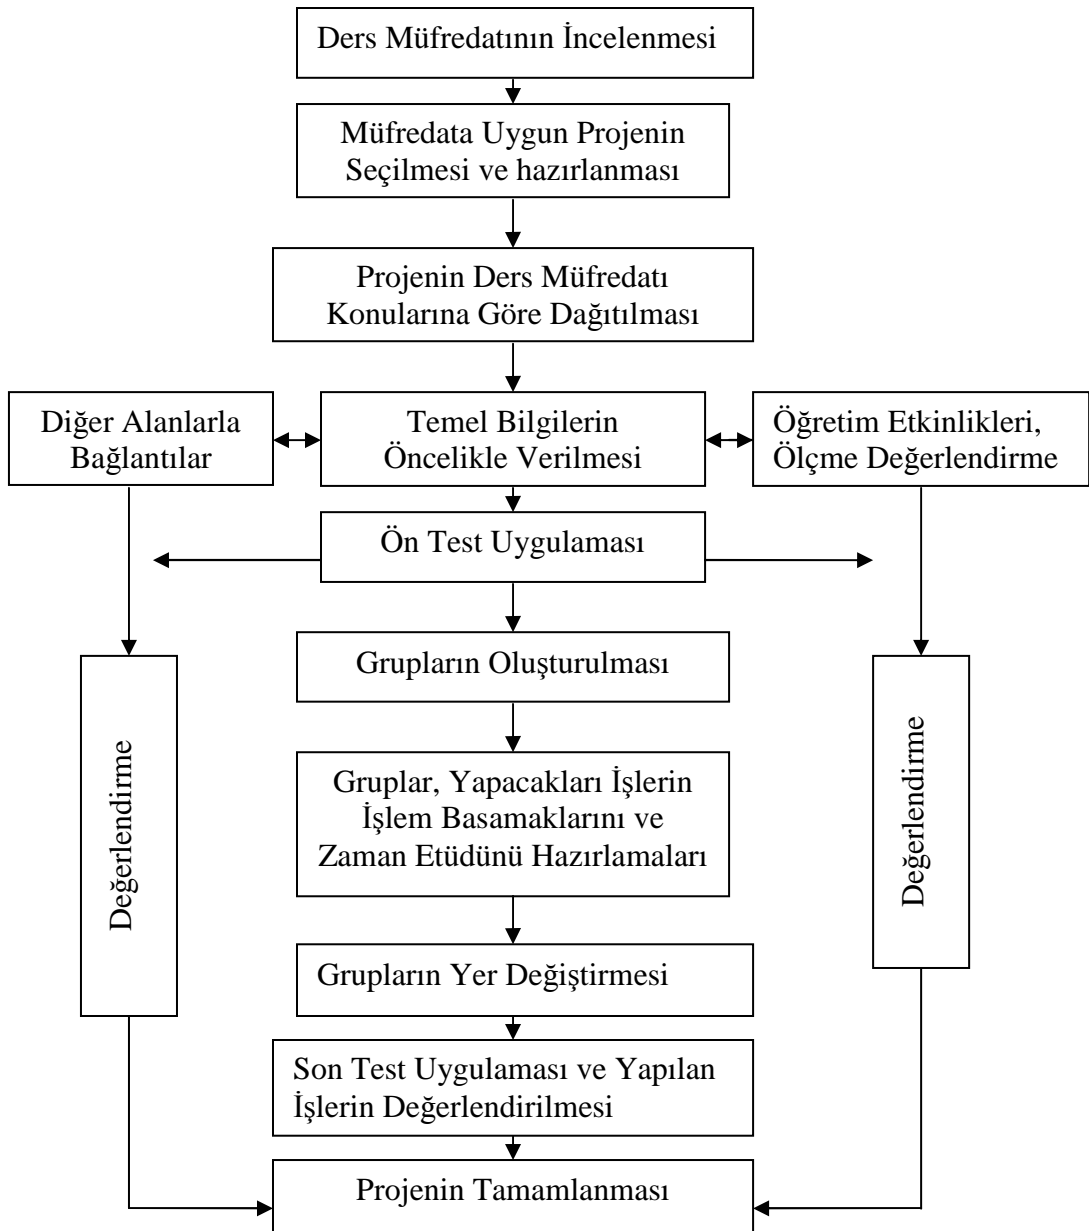 Ders Müfredatının İncelenmesi
Müfredata Uygun Projenin
Seçilmesi ve hazırlanması
Projenin Ders Müfredatı
Konularına Göre Dağıtılması
Diğer Alanlarla
Bağlantılar
Temel Bilgilerin
Öncelikle Verilmesi
Öğretim Etkinlikleri,
Ölçme Değerlendirme
Ön Test Uygulaması
Grupların Oluşturulması
Değerlendirme
Gruplar, Yapacakları İşlerin
İşlem Basamaklarını ve
Zaman Etüdünü Hazırlamaları
Değerlendirme
Grupların Yer Değiştirmesi
Son Test Uygulaması ve Yapılan
İşlerin Değerlendirilmesi
Projenin Tamamlanması